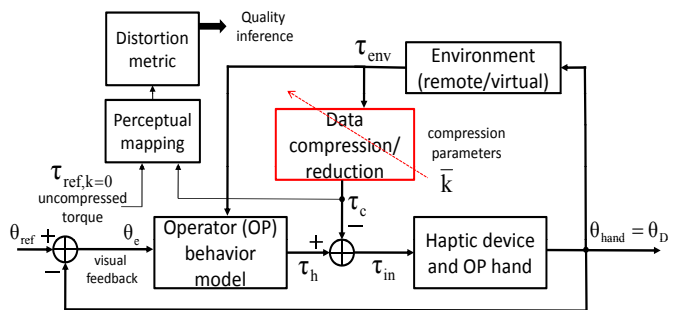 Distortion
metric
Quality
inference
τenv
Environment
(remote/virtual)
Perceptual
mapping
Data
compression/
reduction
compression
parameters
k̅
τref,k=0
uncompressed
torque
τc
θref
+
−
θe
visual
feedback
Operator (OP)
behavior
model
τh
+
−
τin
Haptic device
and OP hand
θhand = θD